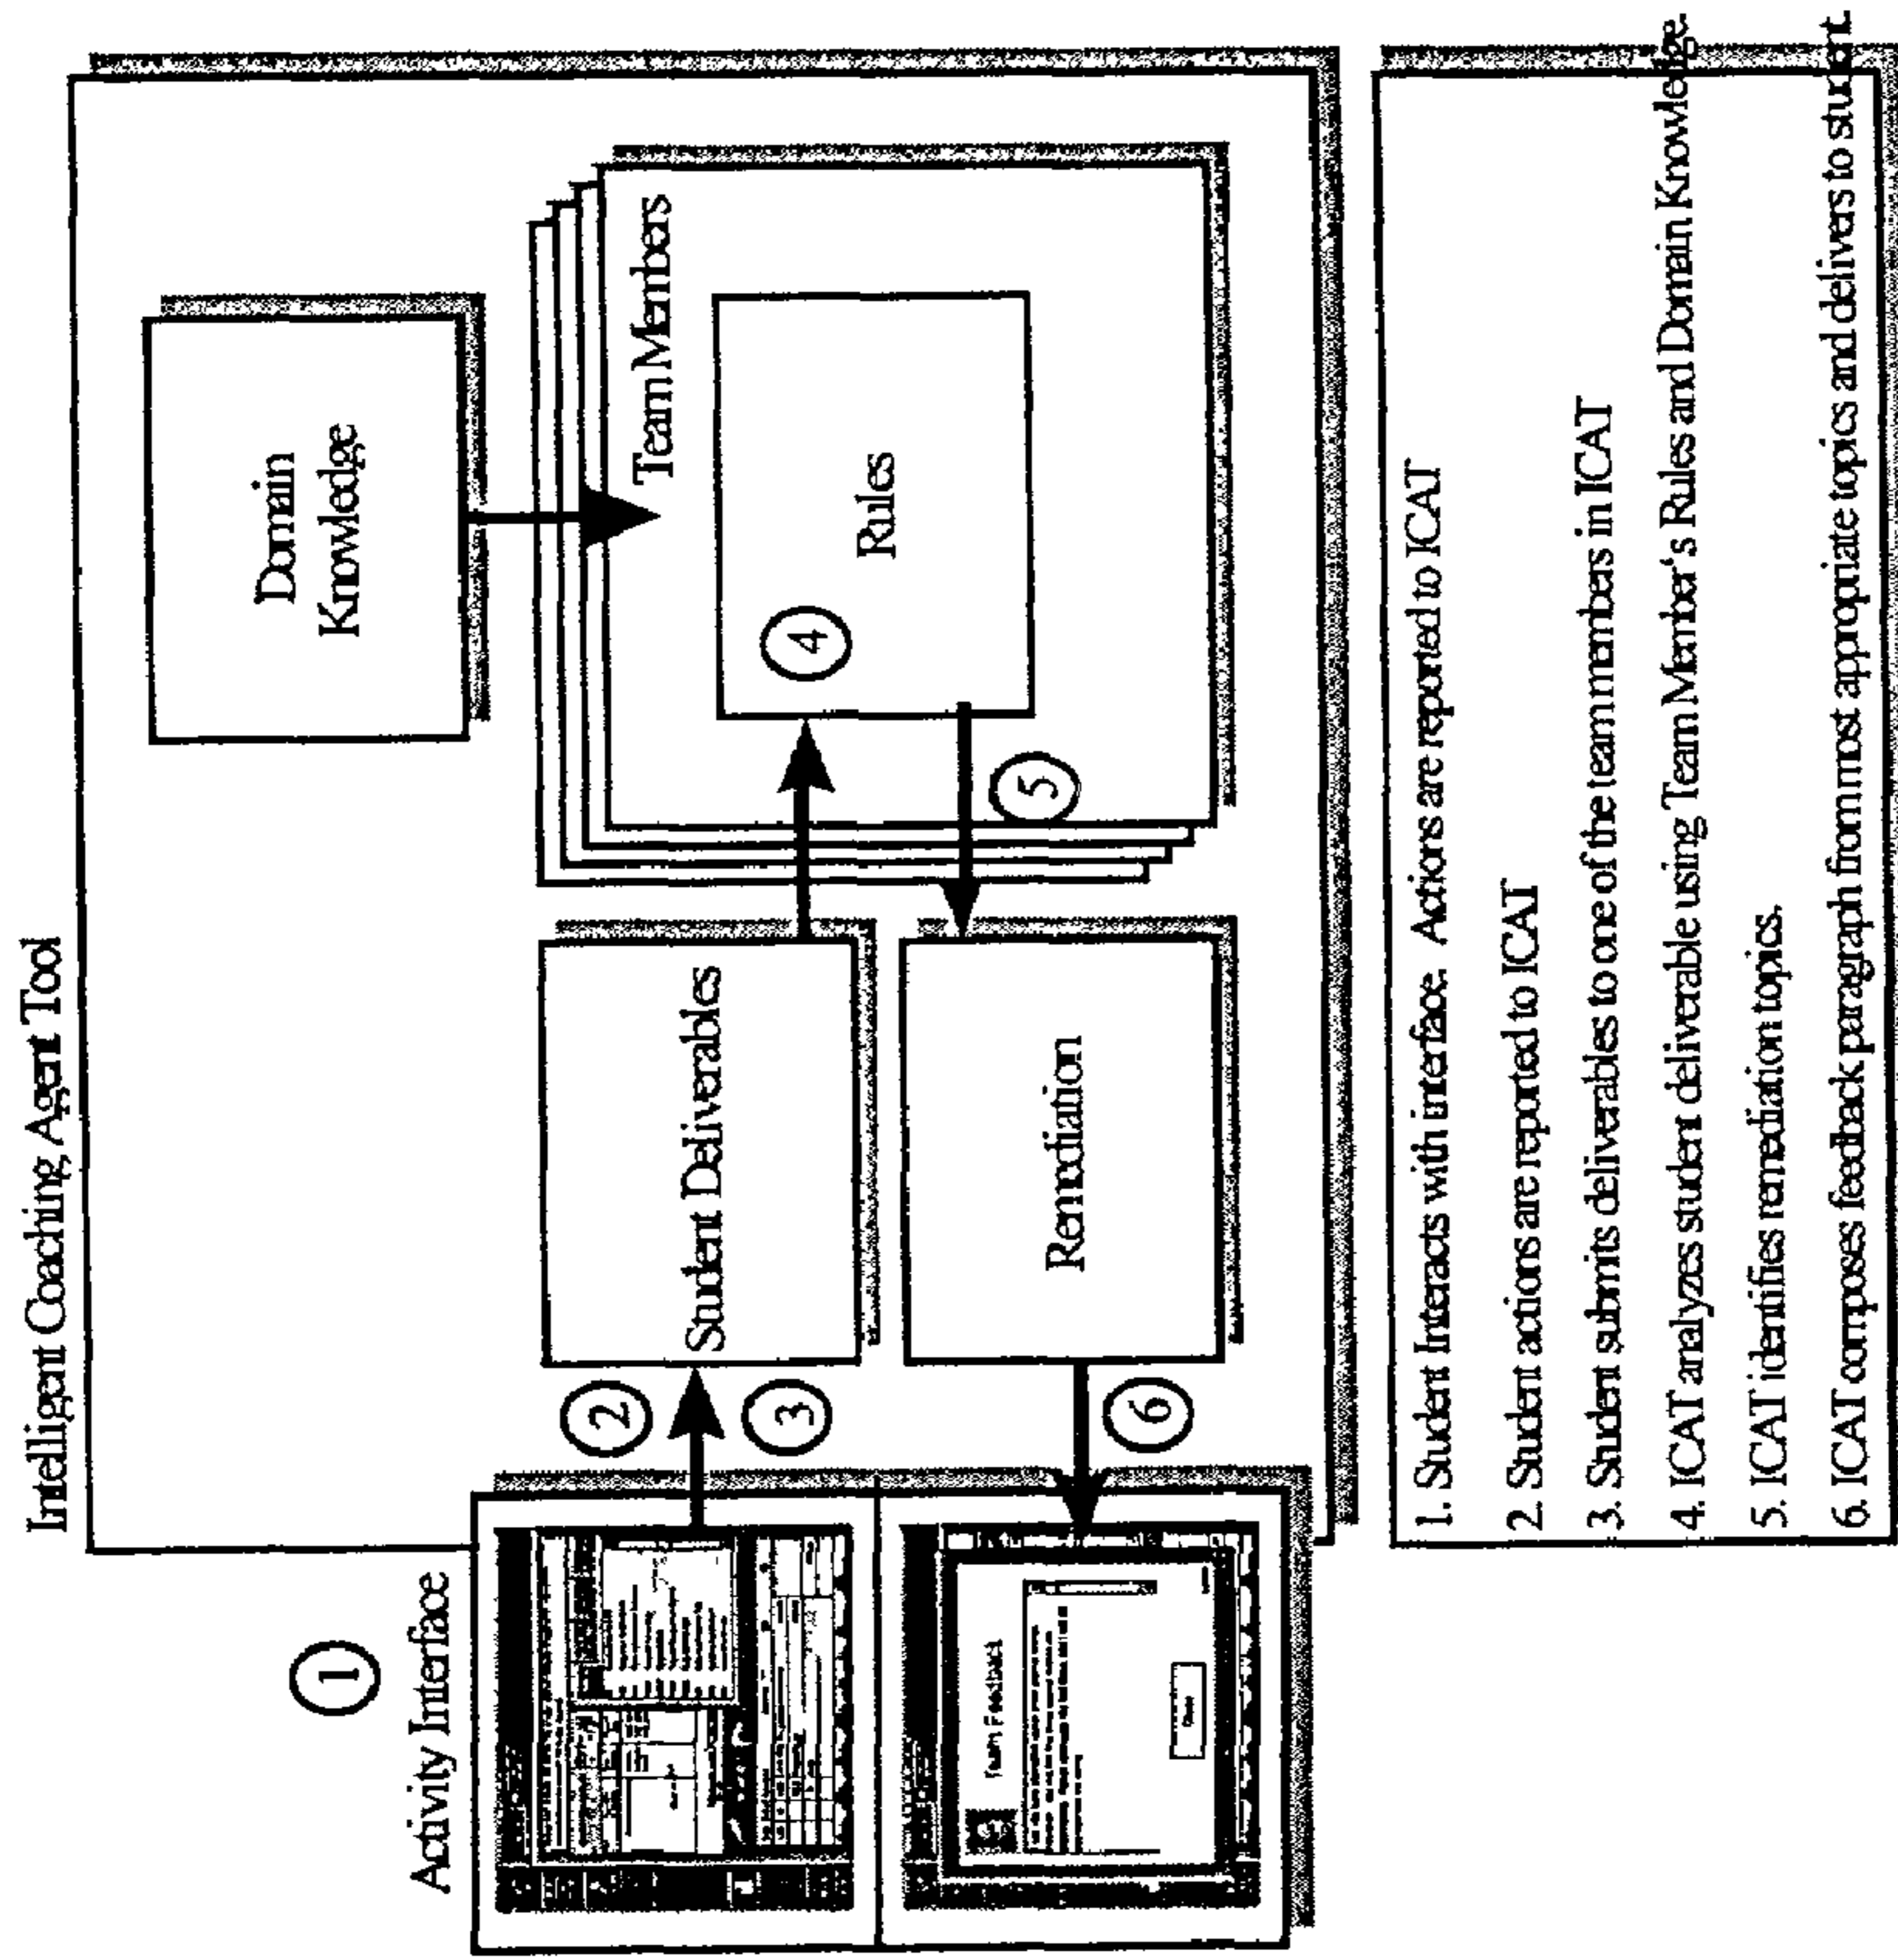 Intelligent Coaching Agent Tool
1
Activity Interface
Domain
Knowledge
Team Members
Student Deliverables
2
3
4
Rules
5
Remediation
6
Team Feedback
Close
1. Student Interacts with interface. Actions are reported to ICAT
2. Student actions are reported to ICAT
3. Student submits deliverables to one of the team members in ICAT
4. ICAT analyzes student deliverable using Team Member's Rules and Domain Knowledge.
5. ICAT identifies remediation topics.
6. ICAT composes feedback paragraph from most appropriate topics and delivers to student.